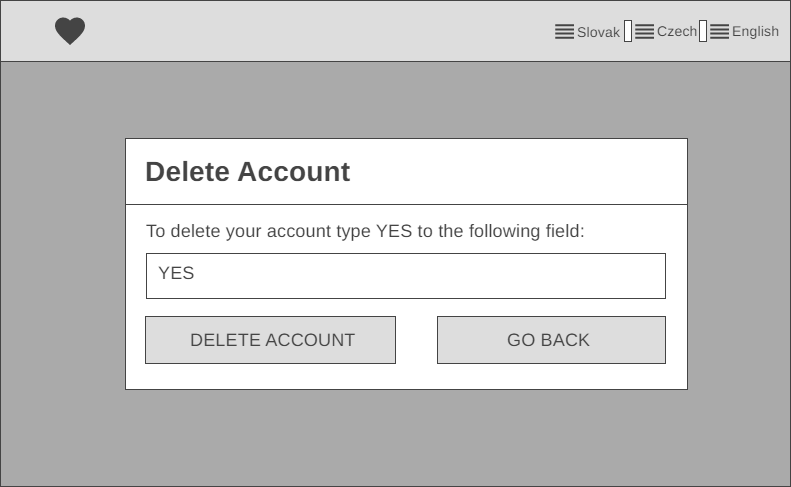 Slovak Czech English
Delete Account
To delete your account type YES to the following field:
YES
DELETE ACCOUNT GO BACK